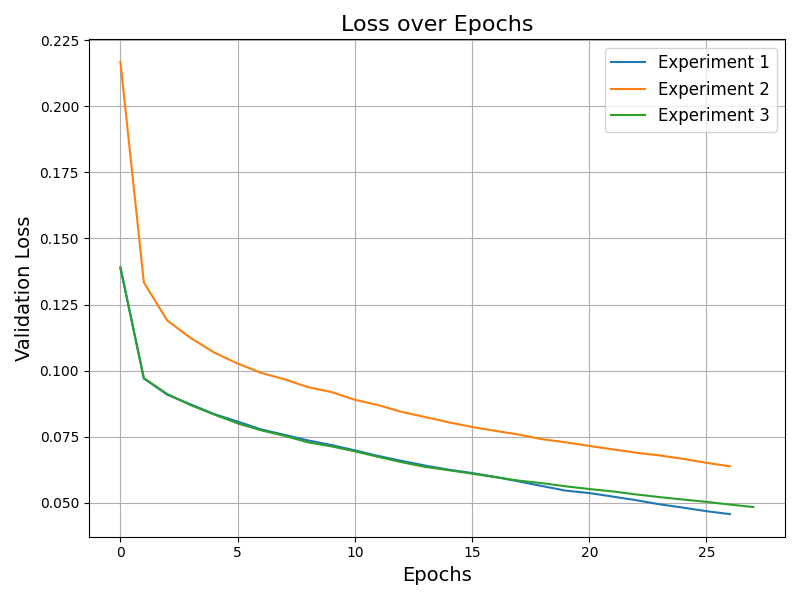 Loss over Epochs
0.225
0.200
0.175
0.150
0.125
0.100
0.075
0.050
Validation Loss
Experiment 1
Experiment 2
Experiment 3
0 5 10 15 20 25
Epochs